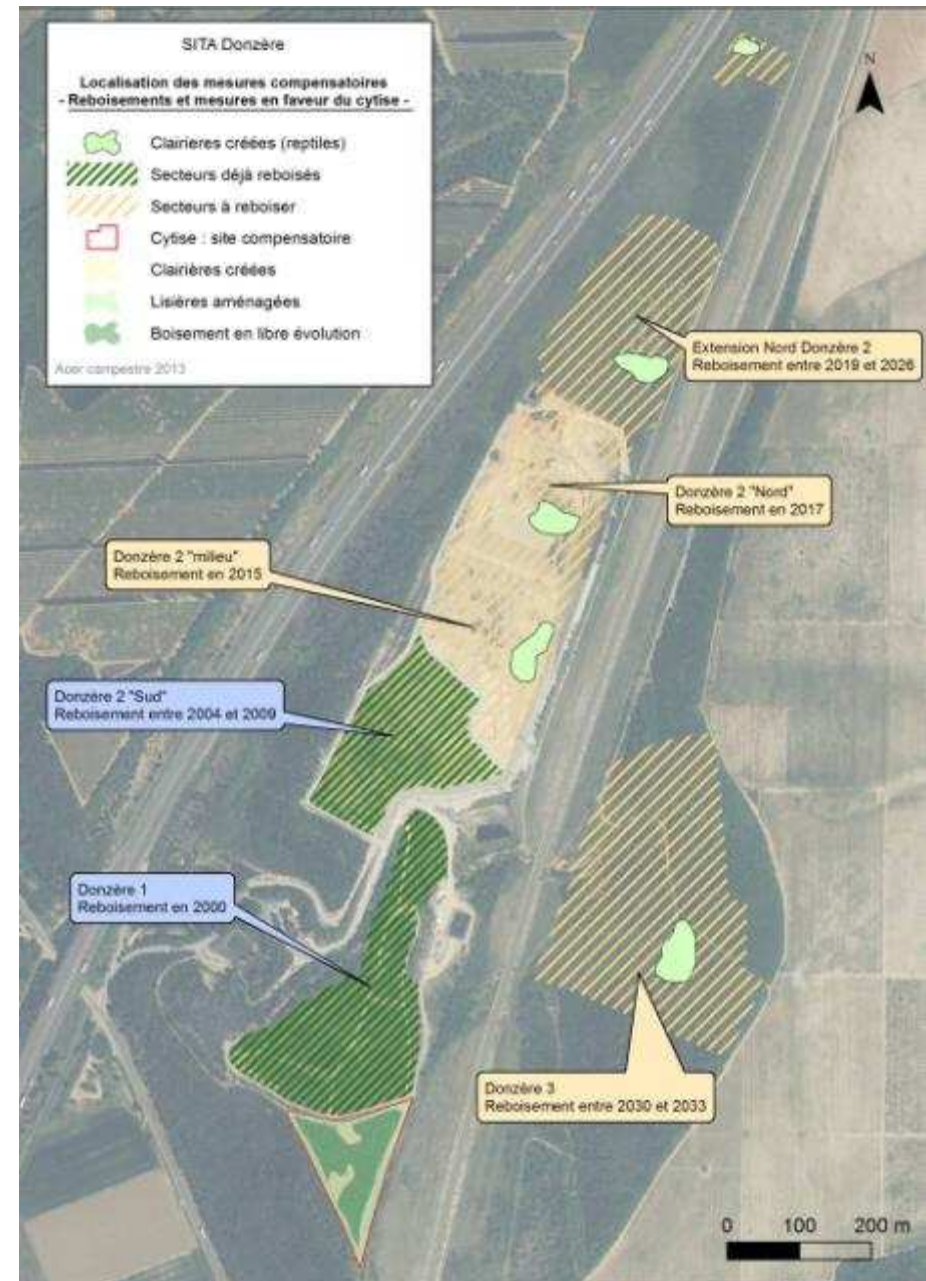 SITA Donzère
Localisation des mesures compensatoires
- Reboisements et mesures en faveur du cytise -
Clairières créées (reptiles)
Secteurs déjà reboisés
Secteurs à reboiser
Cytise : site compensatoire
Clairières créées
Lisières aménagées
Boisement en libre évolution
Acer campestre 2013
N
Extension Nord Donzère 2
Reboisement entre 2019 et 2026
Donzère 2 "Nord"
Reboisement en 2017
Donzère 2 "milieu"
Reboisement en 2015
Donzère 2 "Sud"
Reboisement entre 2004 et 2009
Donzère 1
Reboisement en 2000
Donzère 3
Reboisement entre 2030 et 2033
0 100 200 m